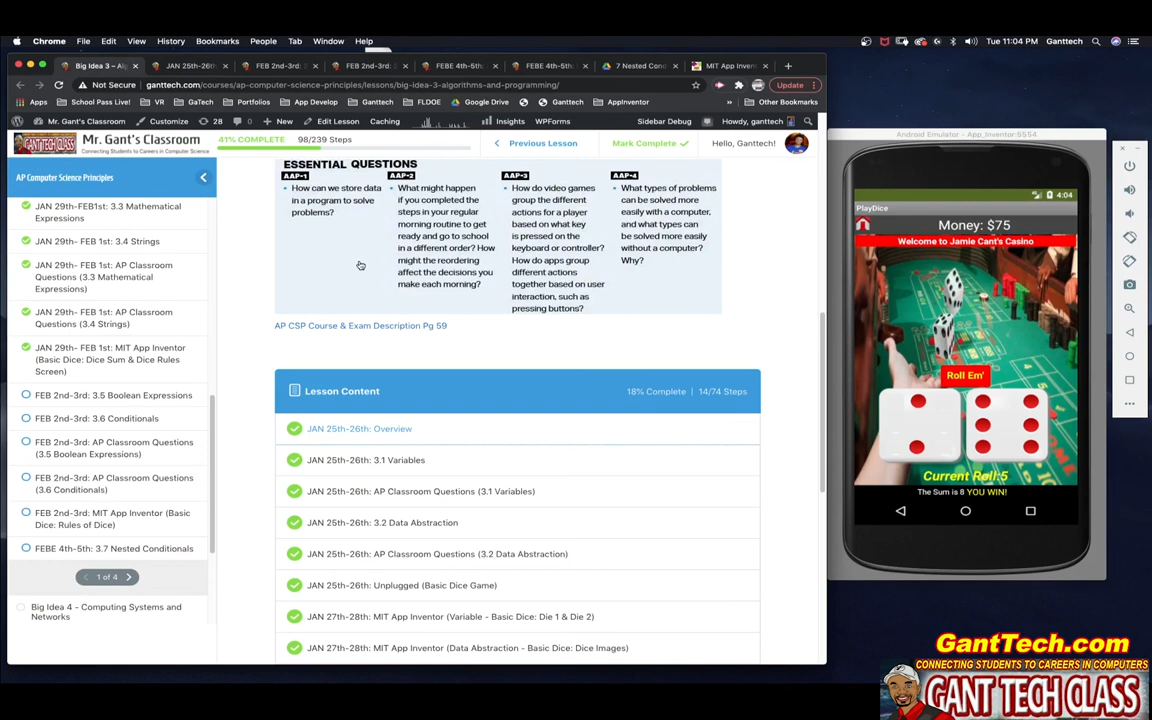 Chrome File Edit View History Bookmarks People Tab Window Help
Tue 11:04 PM Ganttech
Big Idea 3 – Al
JAN 25th-26th:
FEB 2nd-3rd: 3
FEB 2nd-3rd: 3
FEBE 4th-5th: 3
FEBE 4th-5th: 
7 Nested Cond
MIT App Inven
Not Secure ganttech.com/courses/ap-computer-science-principles/lessons/big-idea-3-algorithms-and-programming/
Update
Apps School Pass Live! VR GaTech Portfolios App Develop Ganttech FLDOE Google Drive Ganttech AppInventor » Other Bookmarks
Mr. Gant's Classroom Customize 28 0 New Edit Lesson Caching Insights WPForms Sidebar Debug Howdy, ganttech
GANT TECH CLASS
Mr. Gant's Classroom
Connecting Students to Careers in Computer Science
41% COMPLETE 98/239 Steps
Previous Lesson
Mark Complete
Hello, Ganttech!
AP Computer Science Principles
JAN 29th-FEB1st: 3.3 Mathematical
Expressions
JAN 29th- FEB 1st: 3.4 Strings
JAN 29th- FEB 1st: AP Classroom
Questions (3.3 Mathematical
Expressions)
JAN 29th- FEB 1st: AP Classroom
Questions (3.4 Strings)
JAN 29th- FEB 1st: MIT App Inventor
(Basic Dice: Dice Sum & Dice Rules
Screen)
FEB 2nd-3rd: 3.5 Boolean Expressions
FEB 2nd-3rd: 3.6 Conditionals
FEB 2nd-3rd: AP Classroom Questions
(3.5 Boolean Expressions)
FEB 2nd-3rd: AP Classroom Questions
(3.6 Conditionals)
FEB 2nd-3rd: MIT App Inventor (Basic
Dice: Rules of Dice)
FEBE 4th-5th: 3.7 Nested Conditionals
1 of 4
Big Idea 4 - Computing Systems and
Networks
ESSENTIAL QUESTIONS
AAP-1
• How can we store data
in a program to solve
problems?
AAP-2
• What might happen
if you completed the
steps in your regular
morning routine to get
ready and go to school
in a different order? How
might the reordering
affect the decisions you
make each morning?
AAP-3
• How do video games
group the different
actions for a player
based on what key
is pressed on the
keyboard or controller?
How do apps group
different actions
together based on user
interaction, such as
pressing buttons?
AAP-4
• What types of problems
can be solved more
easily with a computer,
and what types can
be solved more easily
without a computer?
Why?
AP CSP Course & Exam Description Pg 59
Lesson Content
18% Complete | 14/74 Steps
JAN 25th-26th: Overview
JAN 25th-26th: 3.1 Variables
JAN 25th-26th: AP Classroom Questions (3.1 Variables)
JAN 25th-26th: 3.2 Data Abstraction
JAN 25th-26th: AP Classroom Questions (3.2 Data Abstraction)
JAN 25th-26th: Unplugged (Basic Dice Game)
JAN 27th-28th: MIT App Inventor (Variable - Basic Dice: Die 1 & Die 2)
JAN 27th-28th: MIT App Inventor (Data Abstraction - Basic Dice: Dice Images)
Android Emulator - App_Inventor:5554
4:04
PlayDice
Money: $75
Welcome to Jamie Cant's Casino
Roll Em'
Current Roll:5
The Sum is 8 YOU WIN!
GantTech.com
CONNECTING STUDENTS TO CAREERS IN COMPUTERS
GANT TECH CLASS